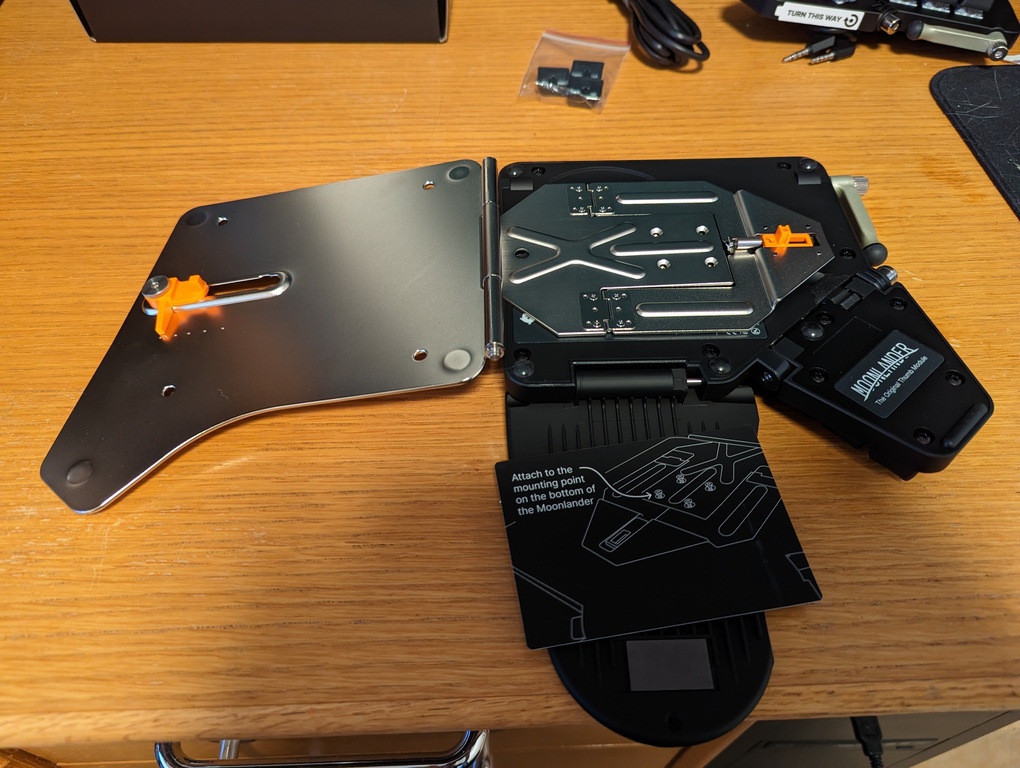 TURN THIS WAY
MOONLANDER
The Original Thumb Module
Attach to the
mounting point
on the bottom of
the Moonlander